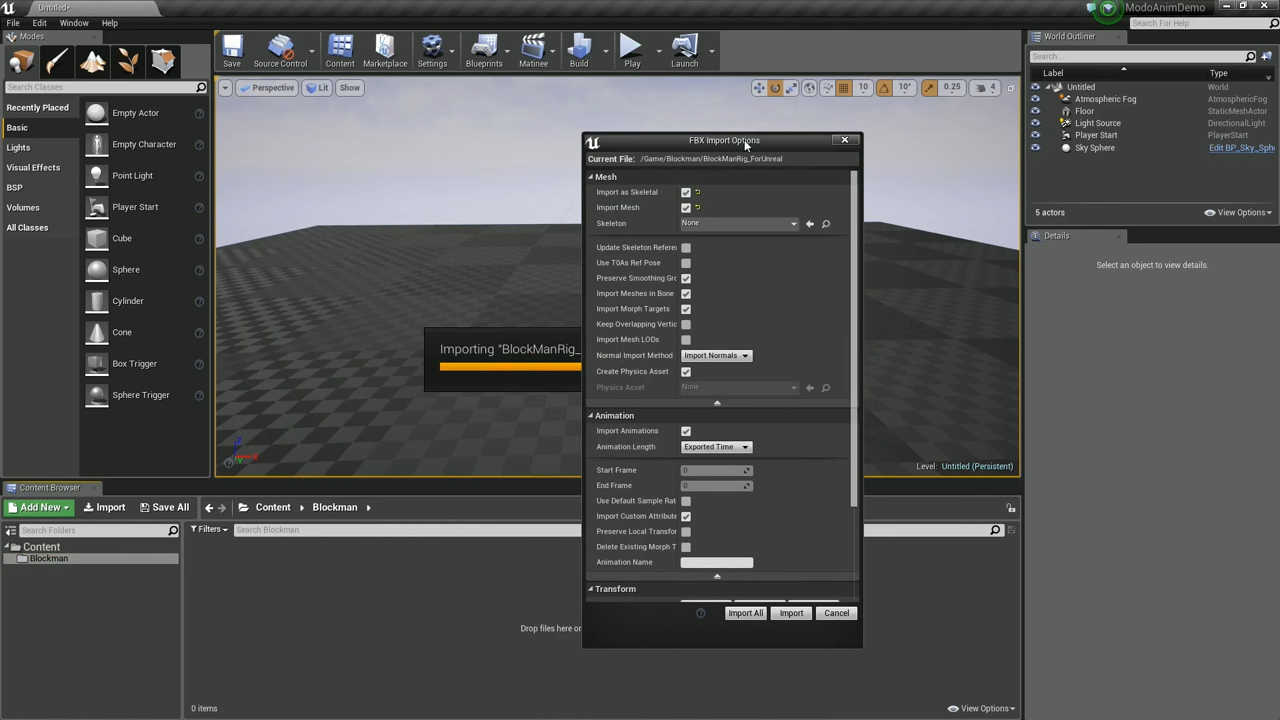 Untitled*
ModoAnimDemo
File Edit Window Help
Search For Help
Modes
Search Classes
Recently Placed
Basic
Lights
Visual Effects
BSP
Volumes
All Classes
Empty Actor
Empty Character
Point Light
Player Start
Cube
Sphere
Cylinder
Cone
Box Trigger
Sphere Trigger
Save Source Control Content Marketplace Settings Blueprints Matinee Build Play Launch
Perspective Lit Show 10 10° 0.25 4
Importing "BlockManRig_
Level: Untitled (Persistent)
FBX Import Options
Current File: /Game/Blockman/BlockManRig_ForUnreal
Mesh
Import as Skeletal
Import Mesh
Skeleton None
Update Skeleton Referen
Use T0As Ref Pose
Preserve Smoothing Gro
Import Meshes in Bone
Import Morph Targets
Keep Overlapping Vertic
Import Mesh LODs
Normal Import Method Import Normals
Create Physics Asset
Physics Asset None
Animation
Import Animations
Animation Length Exported Time
Start Frame 0
End Frame 0
Use Default Sample Rat
Import Custom Attribute
Preserve Local Transfor
Delete Existing Morph T
Animation Name
Transform
Import All Import Cancel
World Outliner
Search...
Label Type
Untitled World
Atmospheric Fog AtmosphericFog
Floor StaticMeshActor
Light Source DirectionalLight
Player Start PlayerStart
Sky Sphere Edit BP_Sky_Sph
5 actors View Options
Details
Select an object to view details.
Content Browser
Add New Import Save All Content Blockman
Search Folders
Filters Search Blockman
Content
Blockman
Drop files here or
0 items View Options